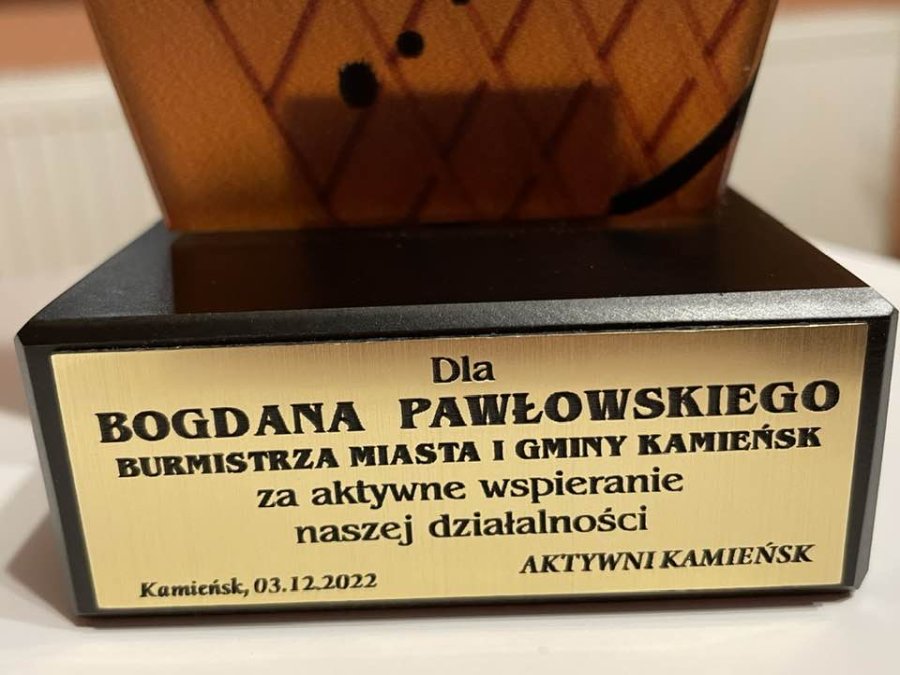 Dla
BOGDANA PAWŁOWSKIEGO
BURMISTRZA MIASTA I GMINY KAMIEŃSK
za aktywne wspieranie
naszej działalności
AKTYWNI KAMIEŃSK
Kamieńsk, 03.12.2022